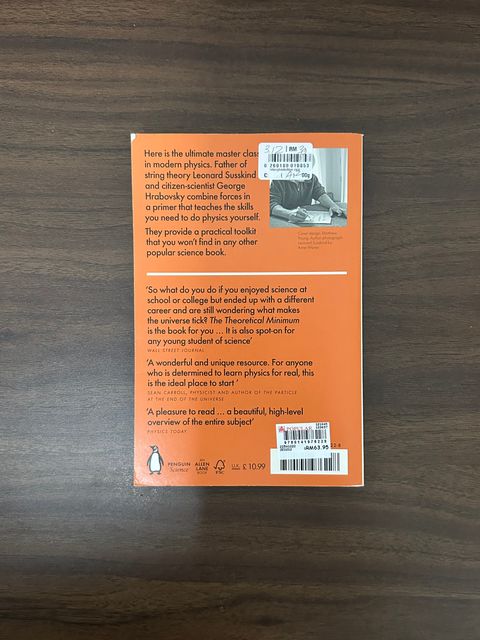 Here is the ultimate master class
in modern physics. Father of
string theory Leonard Susskind
and citizen-scientist George
Hrabovsky combine forces in
a primer that teaches the skills
you need to do physics yourself.
They provide a practical toolkit
that you won't find in any other
popular science book.
RM
Cover design: Matthew
Young. Author photograph:
Leonard Susskind by
Anne Warren
'So what do you do if you enjoyed science at
school or college but ended up with a different
career and are still wondering what makes
the universe tick? The Theoretical Minimum
is the book for you ... It is also spot-on for
any young student of science'
WALL STREET JOURNAL
'A wonderful and unique resource. For anyone
who is determined to learn physics for real, this
is the ideal place to start '
SEAN CARROLL, PHYSICIST AND AUTHOR OF THE PARTICLE
AT THE END OF THE UNIVERSE
'A pleasure to read ... a beautiful, high-level
overview of the entire subject'
PHYSICS TODAY
POPULAR
RM63.95
PENGUIN
Science
AN
ALLEN
LANE
BOOK
FSC
U.K. £ 10.99